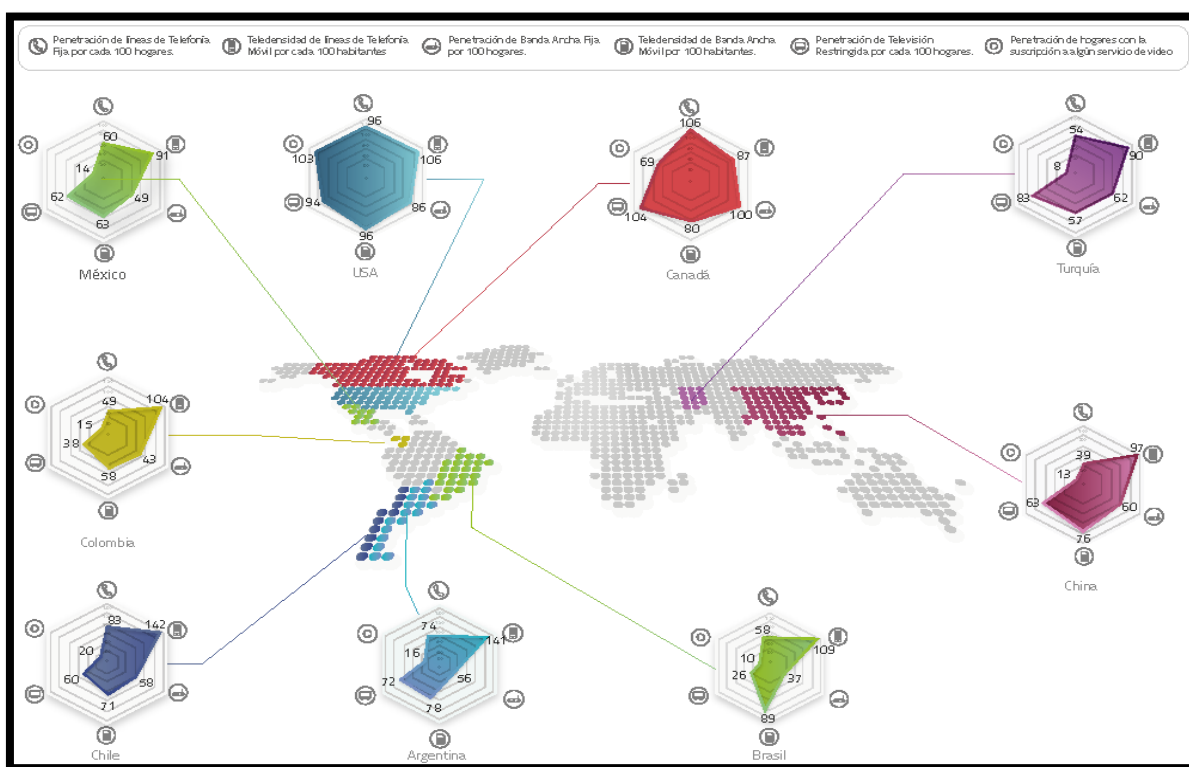 Penetración de líneas de Telefonía
Fija por cada 100 hogares.
Teledensidad de líneas de Telefonía
Móvil por cada 100 habitantes
Penetración de Banda Ancha Fija
por 100 hogares.
Teledensidad de Banda Ancha
Móvil por 100 habitantes.
Penetración de Televisión
Restringida por cada 100 hogares.
Penetración de hogares con la
suscripción a algún servicio de video
60
91
14
49
62
63
México
96
103
106
94
86
96
USA
106
69
87
104
100
80
Canadá
54
90
8
83
62
57
Turquía
49
104
15
38
43
58
Colombia
39
97
13
63
60
76
China
83
142
20
60
58
71
Chile
74
141
16
72
56
78
Argentina
58
109
10
26
37
89
Brasil